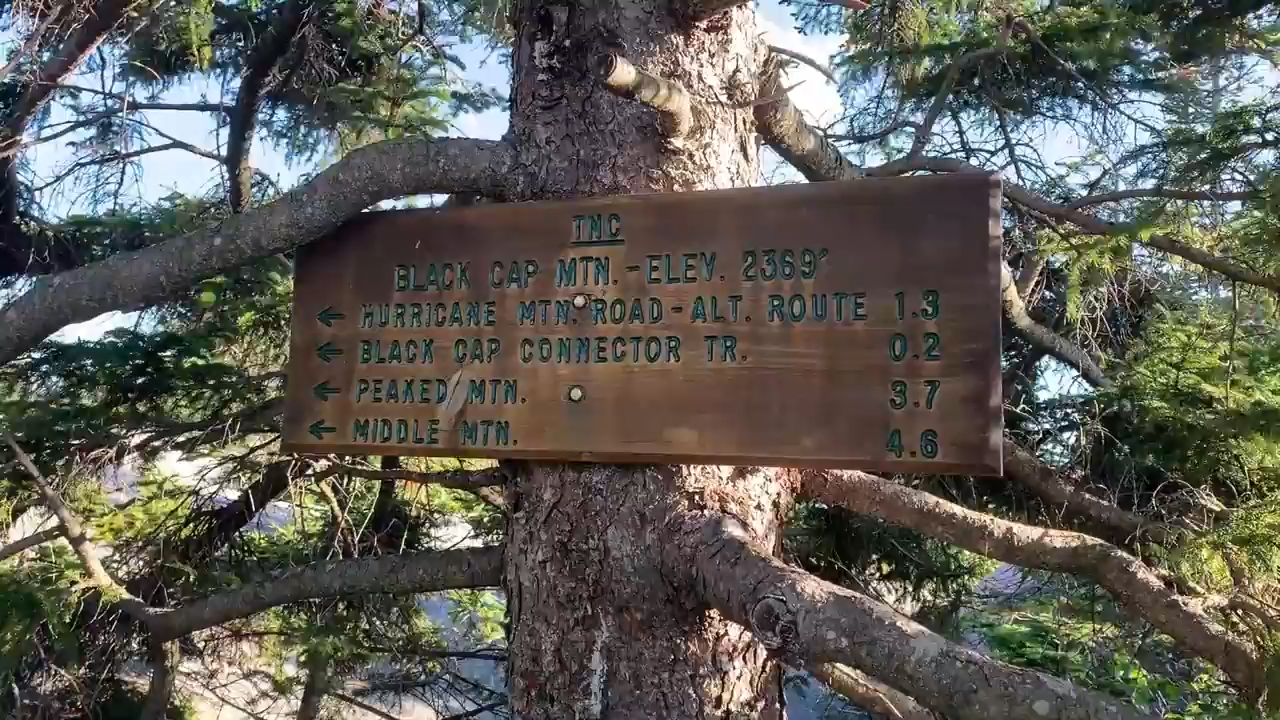 TNC
BLACK CAP MTN.-ELEV. 2369'
← HURRICANE MTN. ROAD-ALT. ROUTE 1.3
← BLACK CAP CONNECTOR TR. 0.2
← PEAKED MTN. 3.7
← MIDDLE MTN. 4.6